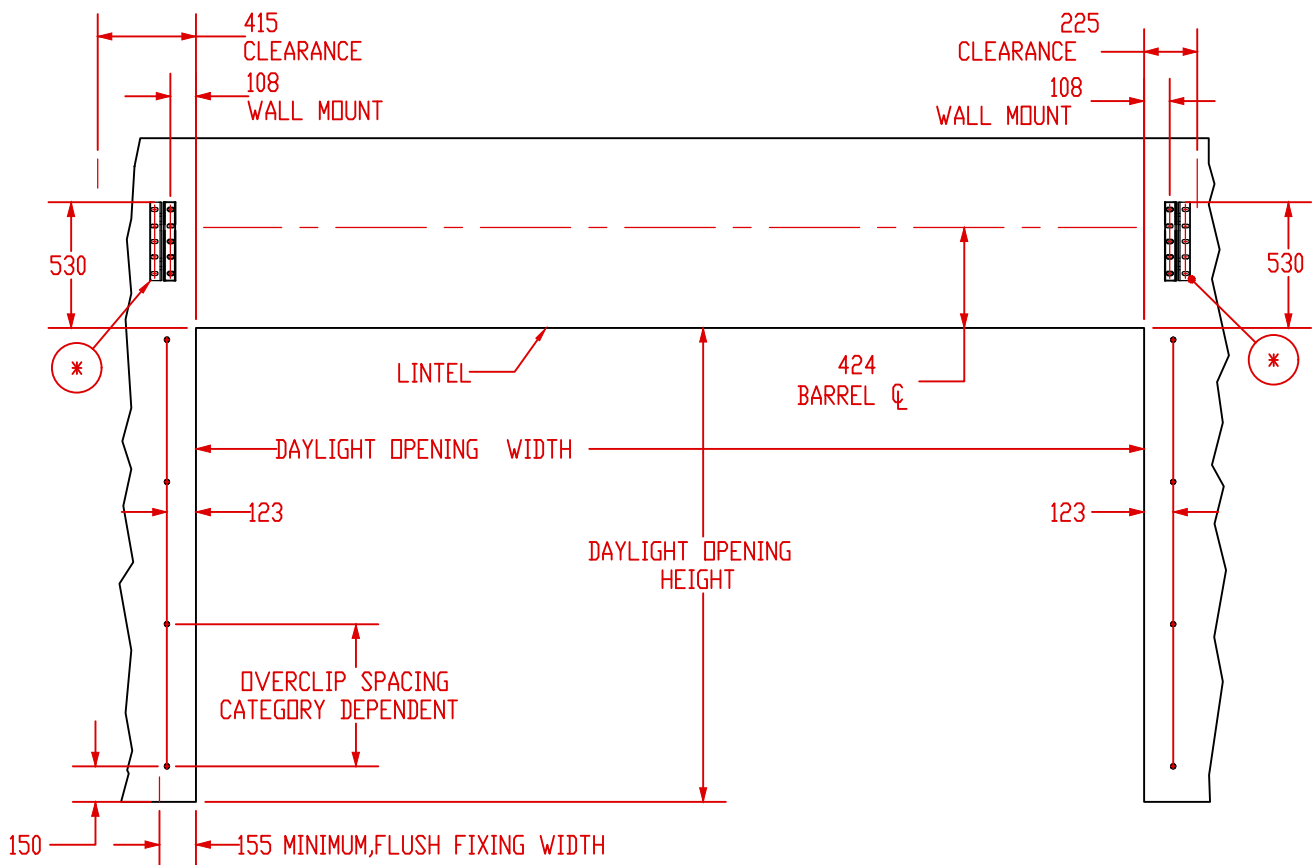 415
CLEARANCE
225
CLEARANCE
108
WALL MOUNT
108
WALL MOUNT
530
530
*
*
LINTEL
424
BARREL ℄
DAYLIGHT OPENING WIDTH
123
123
DAYLIGHT OPENING
HEIGHT
OVERCLIP SPACING
CATEGORY DEPENDENT
150
155 MINIMUM,FLUSH FIXING WIDTH